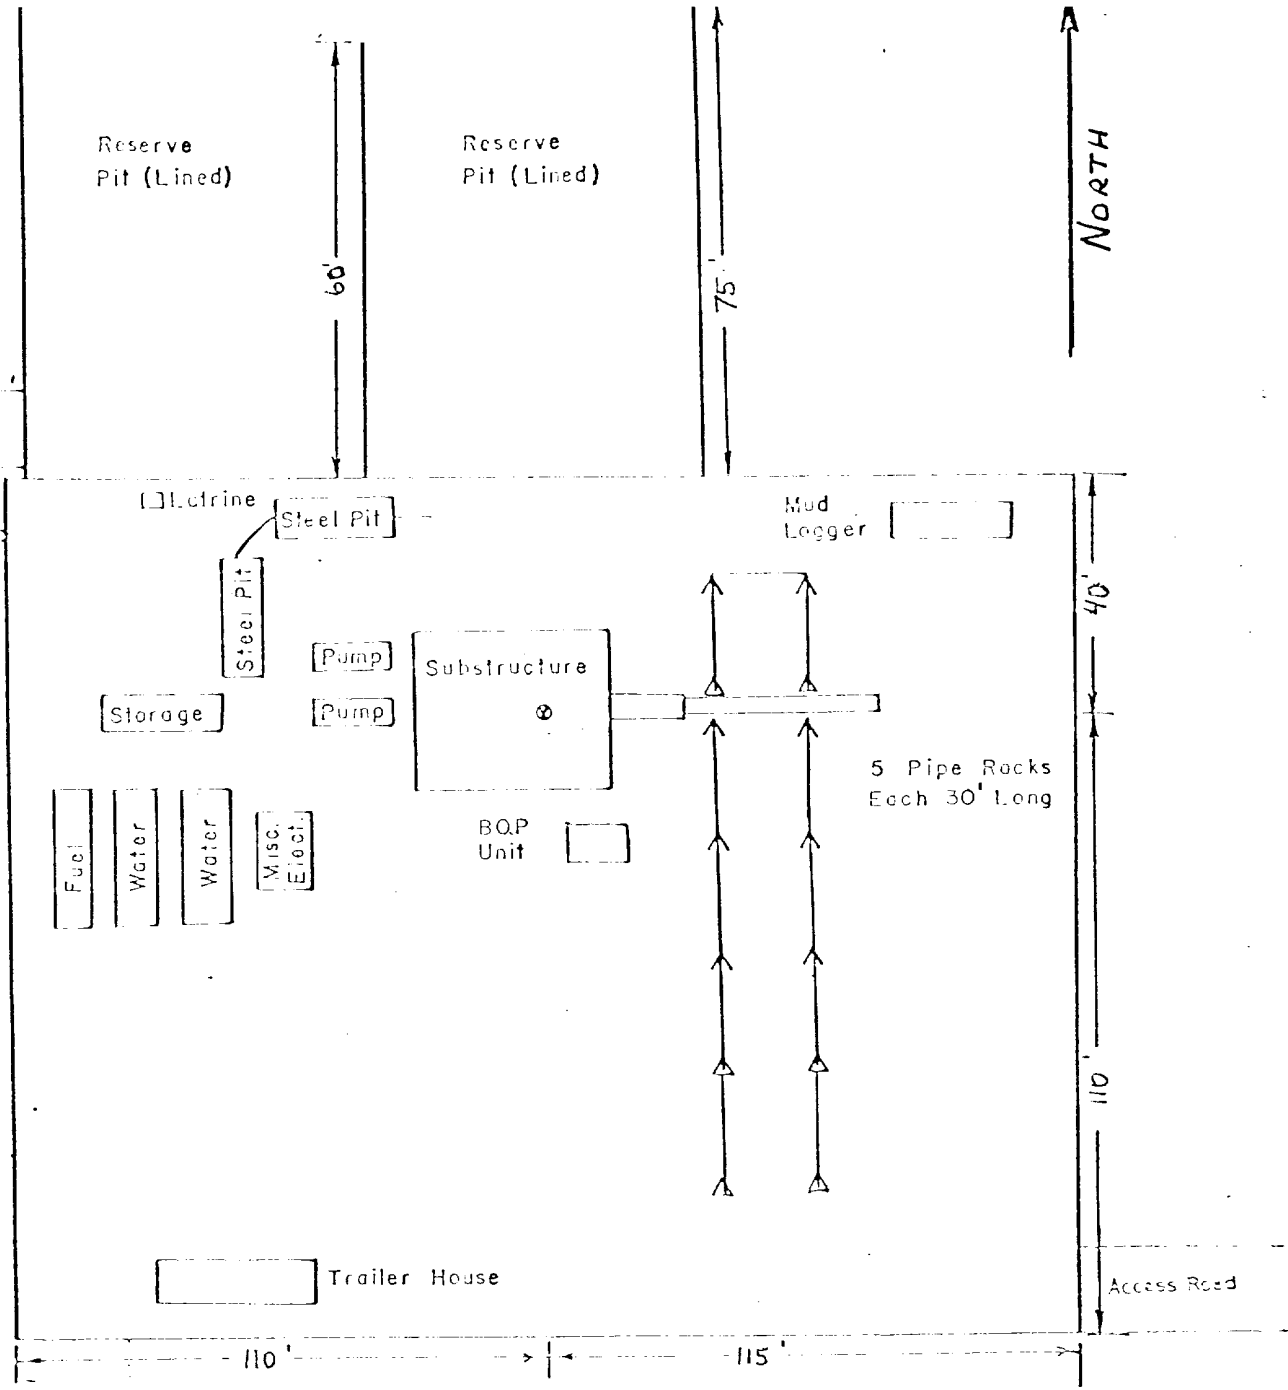 Reserve
Pit (Lined)
Reserve
Pit (Lined)
NORTH
60'
75'
Latrine
Steel Pit
Mud
Logger
Steel Pit
40'
Pump
Substructure
Storage
Pump
5 Pipe Racks
Each 30' Long
Fuel
Water
Water
Misc.
Elect.
BOP
Unit
110'
Trailer House
Access Road
110'
115'